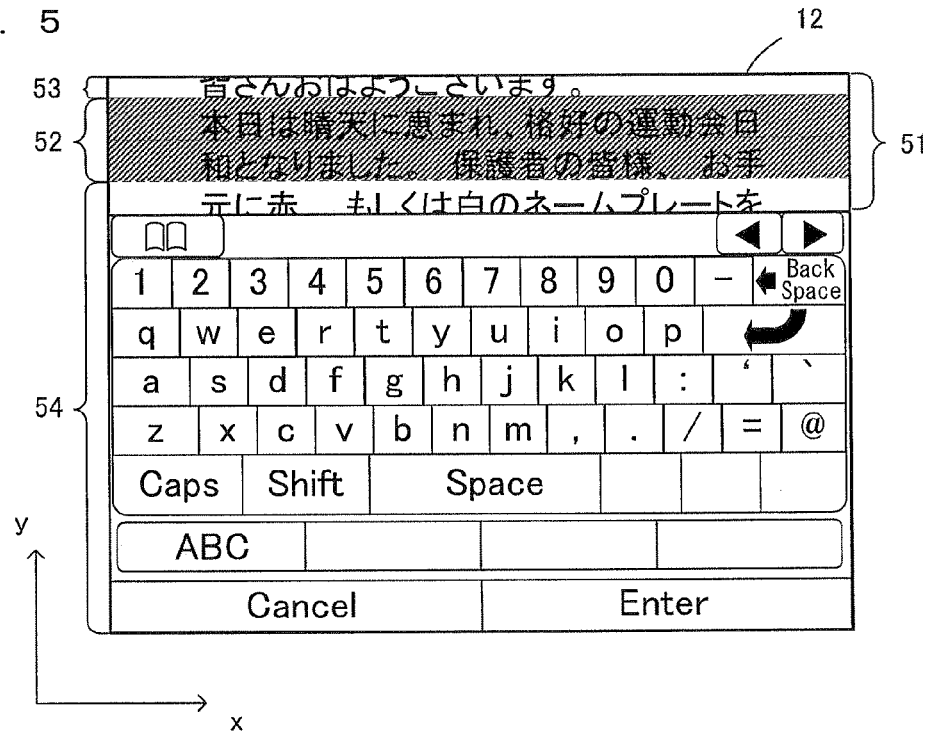 . 5
12
53
皆さんおはようございます。
52
本日は晴天に恵まれ、格好の運動会日
51
和となりました。 保護者の皆様、 お手
元に赤、 もしくは白のネームプレートを
1 2 3 4 5 6 7 8 9 0 - Back Space
q w e r t y u i o p
a s d f g h j k l : ‘ `
54
z x c v b n m , . / = @
Caps Shift Space
ABC
Cancel Enter
y
x